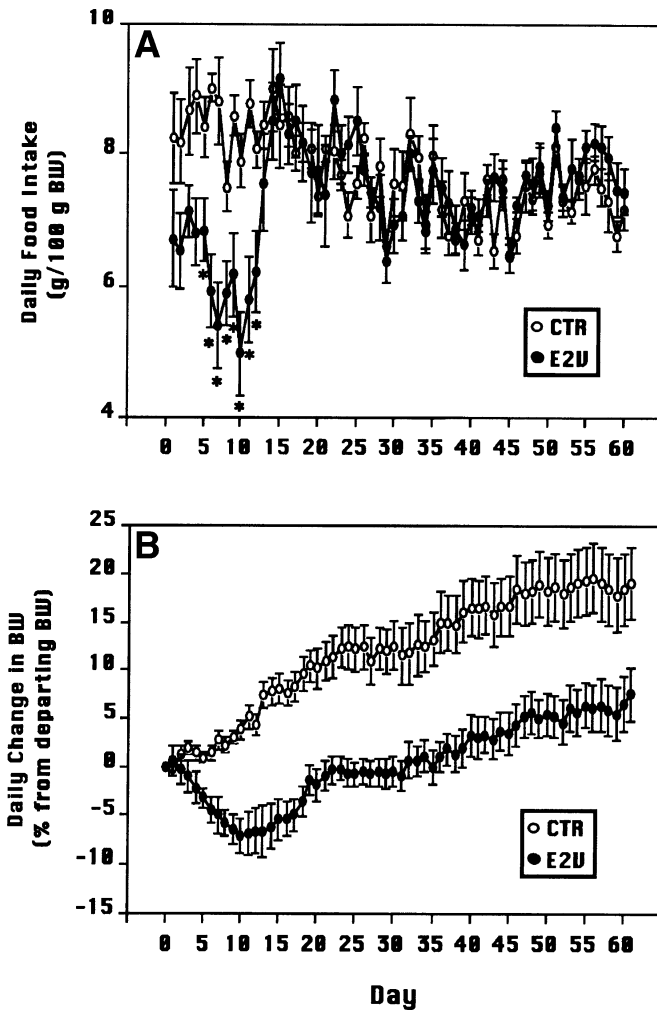 A
Daily Food Intake
(g/100 g BW)
10
8
6
4
CTR
E2V
*
*
*
*
*
*
*
*
0 5 10 15 20 25 30 35 40 45 50 55 60
B
Daily Change in BW
(% from departing BW)
25
20
15
10
5
0
-5
-10
-15
CTR
E2V
0 5 10 15 20 25 30 35 40 45 50 55 60
Day